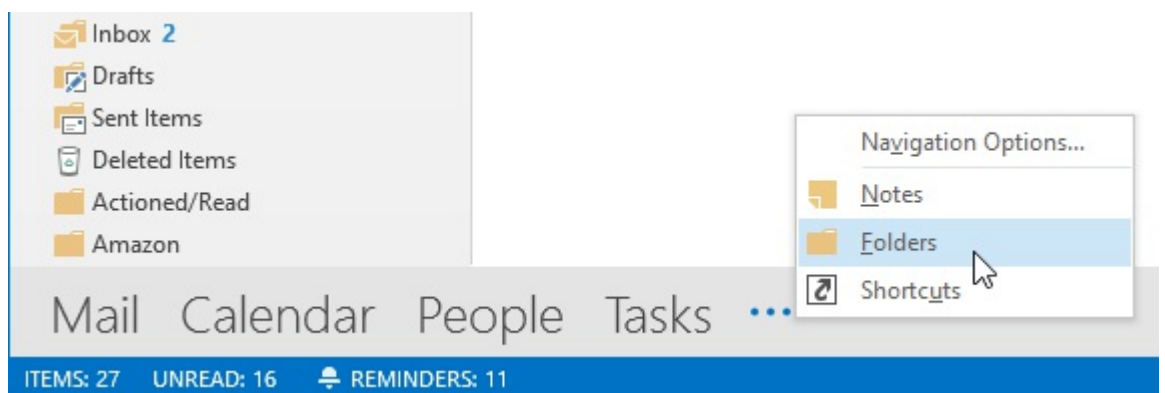 Inbox 2
Drafts
Sent Items
Deleted Items
Actioned/Read
Amazon
Navigation Options...
Notes
Folders
Shortcuts
Mail Calendar People Tasks •••
ITEMS: 27 UNREAD: 16 REMINDERS: 11